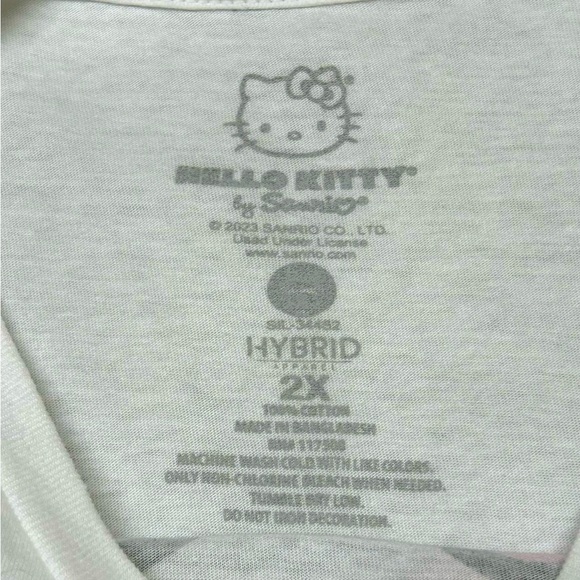 HELLO KITTY®
by Sanrio®
© 2023 SANRIO CO., LTD.
Used Under License
www.sanrio.com
SIL-34482
HYBRID
APPAREL
2X
100% COTTON
MADE IN BANGLADESH
RN# 117308
MACHINE WASH COLD WITH LIKE COLORS.
ONLY NON-CHLORINE BLEACH WHEN NEEDED.
TUMBLE DRY LOW.
DO NOT IRON DECORATION.